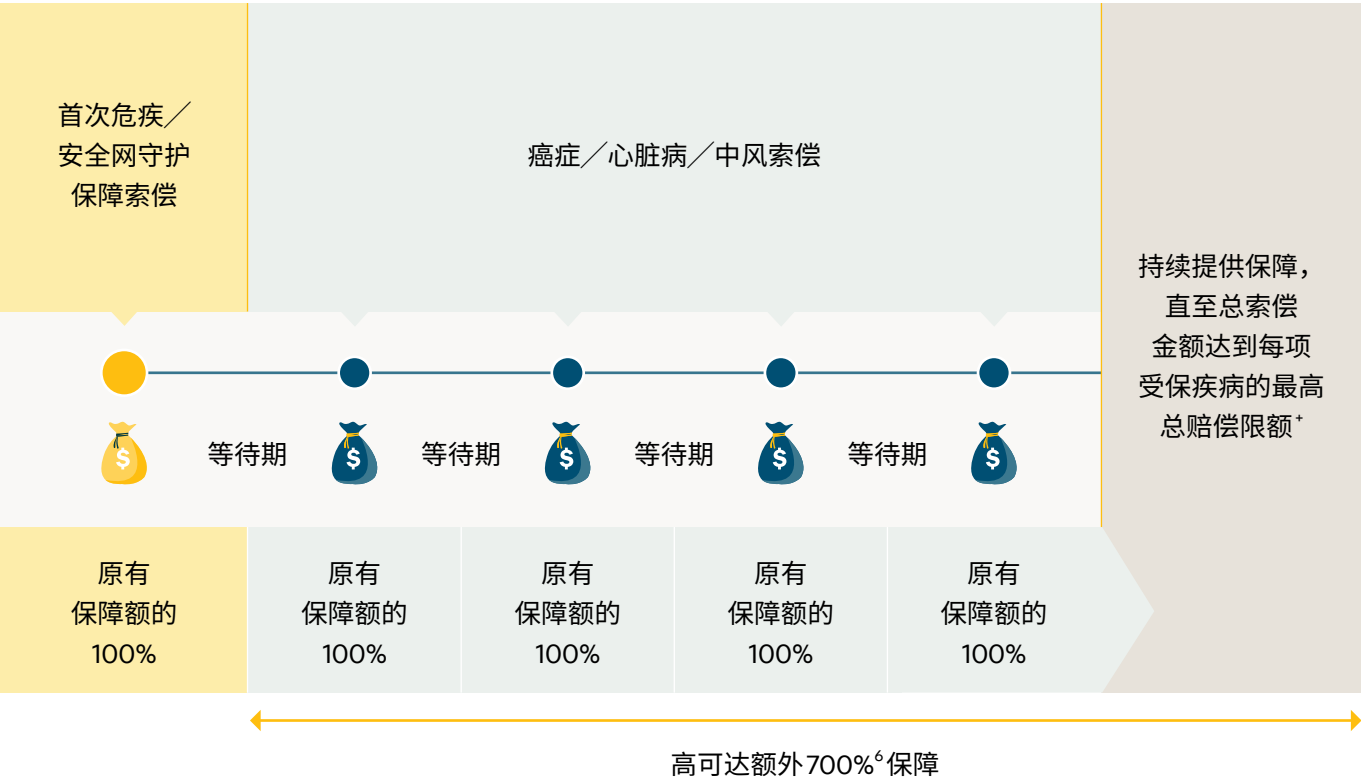 首次危疾／
安全网守护
保障索偿
癌症／心脏病／中风索偿
持续提供保障，
直至总索偿
金额达到每项
受保疾病的最高
总赔偿限额⁺
$
等待期
$
等待期
$
等待期
$
等待期
$
原有
保障额的
100%
原有
保障额的
100%
原有
保障额的
100%
原有
保障额的
100%
原有
保障额的
100%
高可达额外700%⁶保障